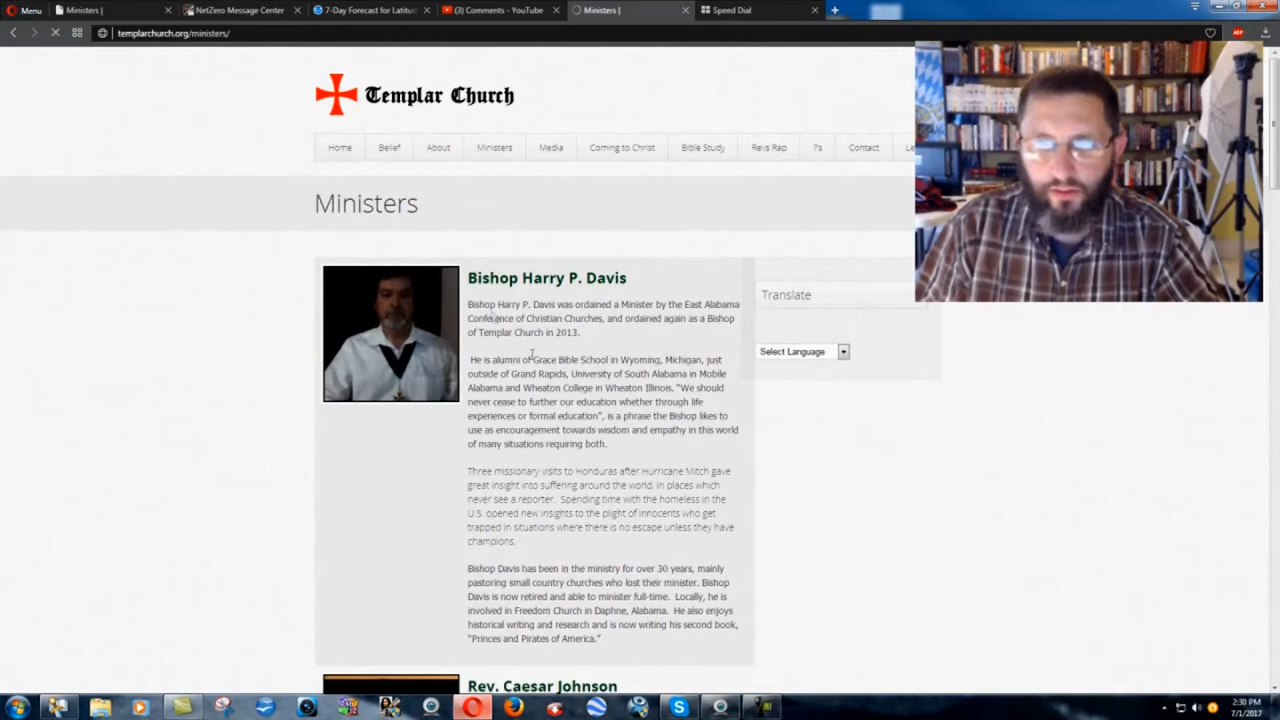 Menu
Ministers |
NetZero Message Center
7-Day Forecast for Latitud
(3) Comments - YouTube
Ministers |
Speed Dial
templarchurch.org/ministers/
ABP
Templar Church
Home
Belief
About
Ministers
Media
Coming to Christ
Bible Study
Revs Rap
?'s
Contact
Le
Ministers
Bishop Harry P. Davis
Bishop Harry P. Davis was ordained a Minister by the East Alabama
Conference of Christian Churches, and ordained again as a Bishop
of Templar Church in 2013.
He is alumni of Grace Bible School in Wyoming, Michigan, just
outside of Grand Rapids, University of South Alabama in Mobile
Alabama and Wheaton College in Wheaton Illinois. "We should
never cease to further our education whether through life
experiences or formal education", is a phrase the Bishop likes to
use as encouragement towards wisdom and empathy in this world
of many situations requiring both.
Three missionary visits to Honduras after Hurricane Mitch gave
great insight into suffering around the world, in places which
never see a reporter. Spending time with the homeless in the
U.S. opened new insights to the plight of innocents who get
trapped in situations where there is no escape unless they have
champions.
Bishop Davis has been in the ministry for over 30 years, mainly
pastoring small country churches who lost their minister. Bishop
Davis is now retired and able to minister full-time. Locally, he is
involved in Freedom Church in Daphne, Alabama. He also enjoys
historical writing and research and is now writing his second book,
"Princes and Pirates of America."
Translate
Select Language
Rev. Caesar Johnson
2:30 PM
7/1/2017